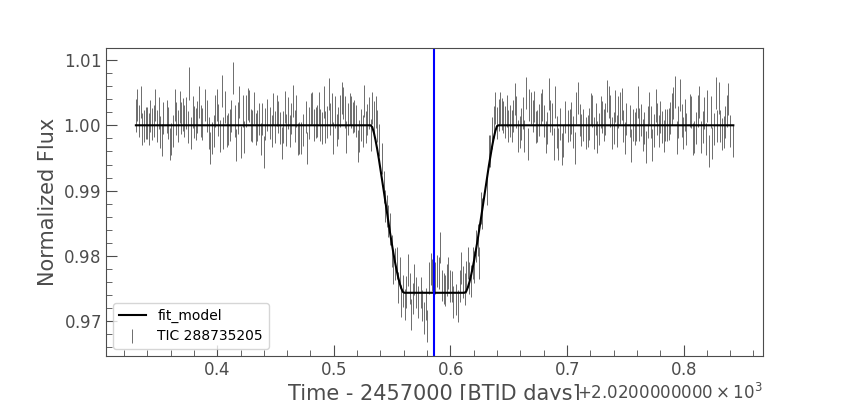 1.01
1.00
0.99
0.98
0.97
Normalized Flux
fit_model
TIC 288735205
0.4 0.5 0.6 0.7 0.8
Time - 2457000 [BTJD days]
+2.0200000000 × 10³